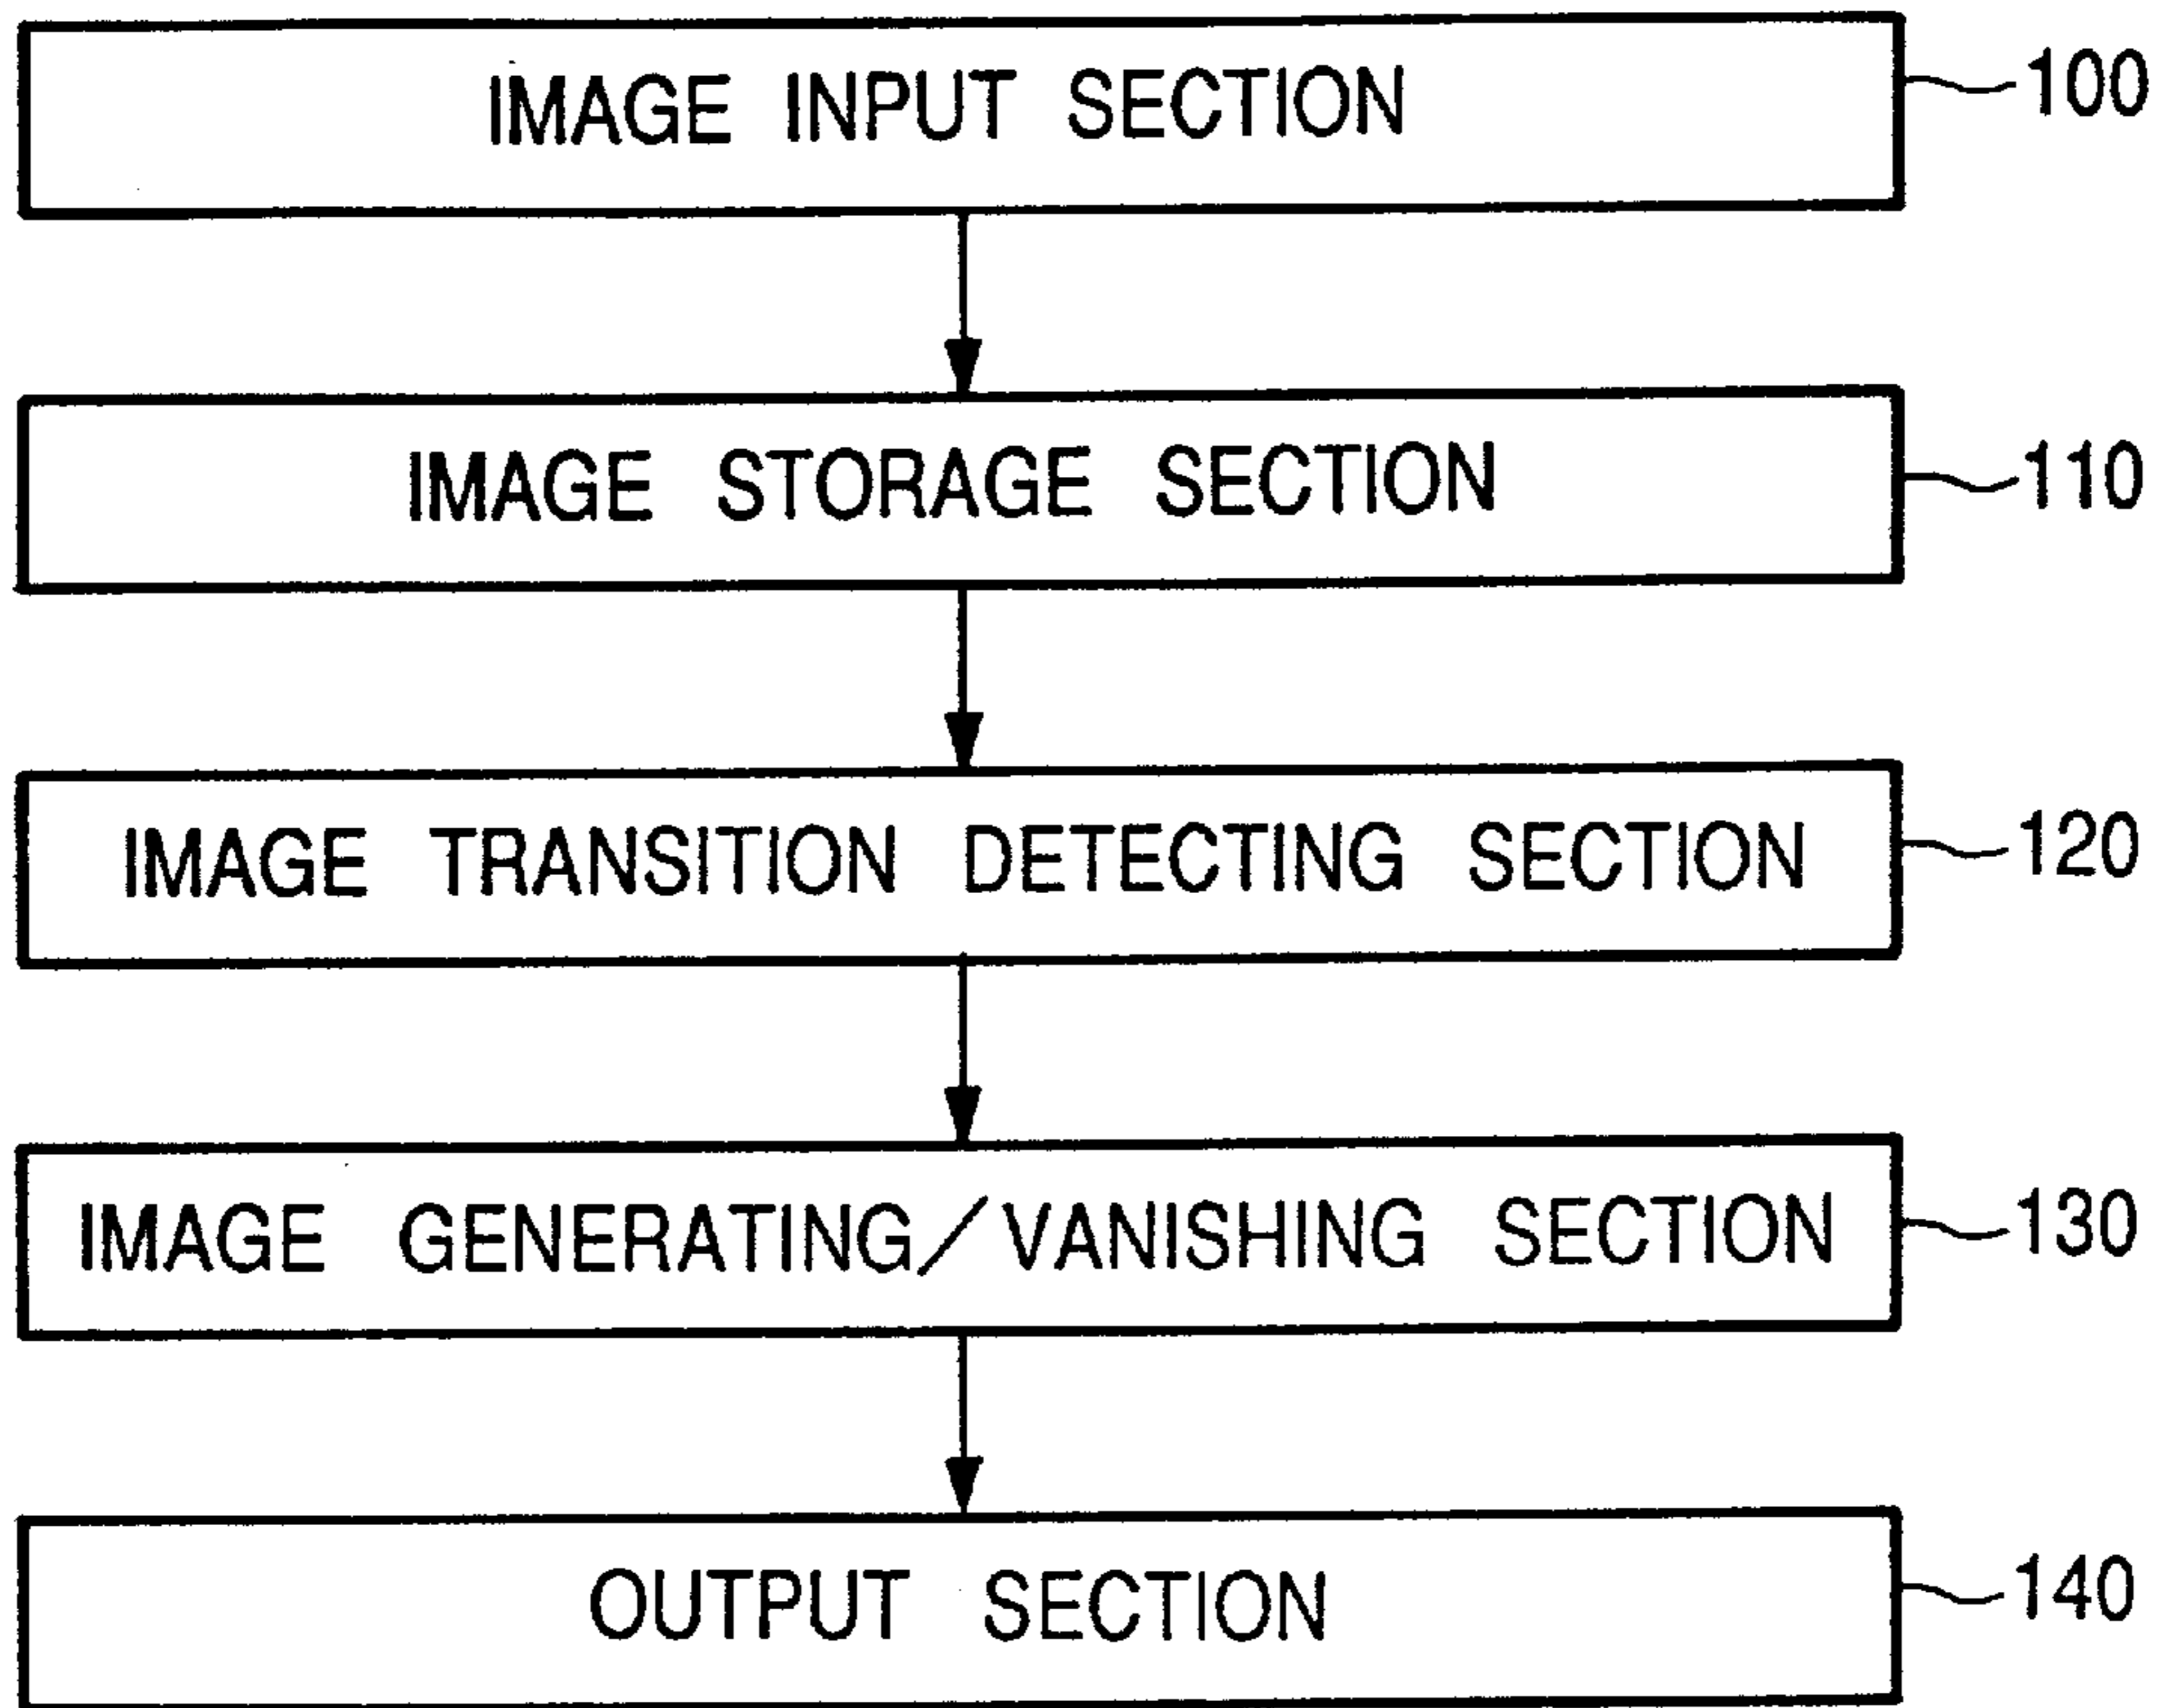 IMAGE INPUT SECTION 100
IMAGE STORAGE SECTION 110
IMAGE TRANSITION DETECTING SECTION 120
IMAGE GENERATING/VANISHING SECTION 130
OUTPUT SECTION 140